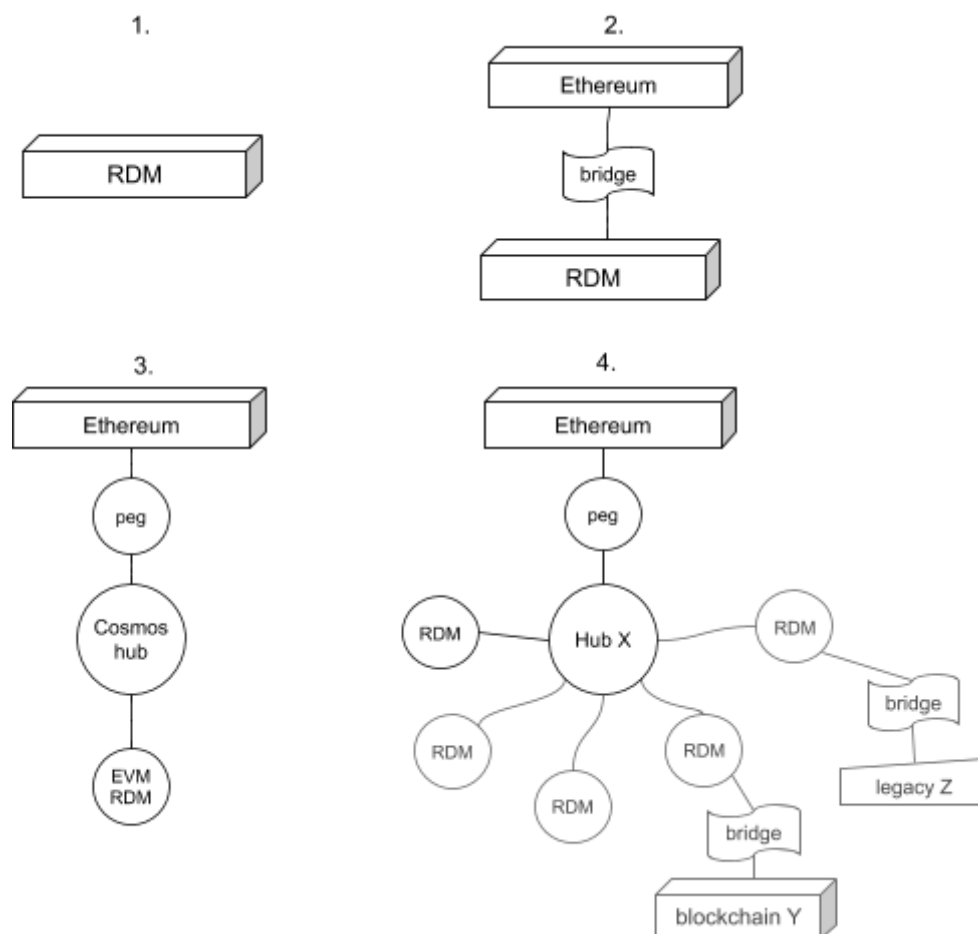 1.
RDM
2.
Ethereum
bridge
RDM
3.
Ethereum
peg
Cosmos
hub
EVM
RDM
4.
Ethereum
peg
Hub X
RDM
RDM
RDM
RDM
RDM
bridge
legacy Z
bridge
blockchain Y